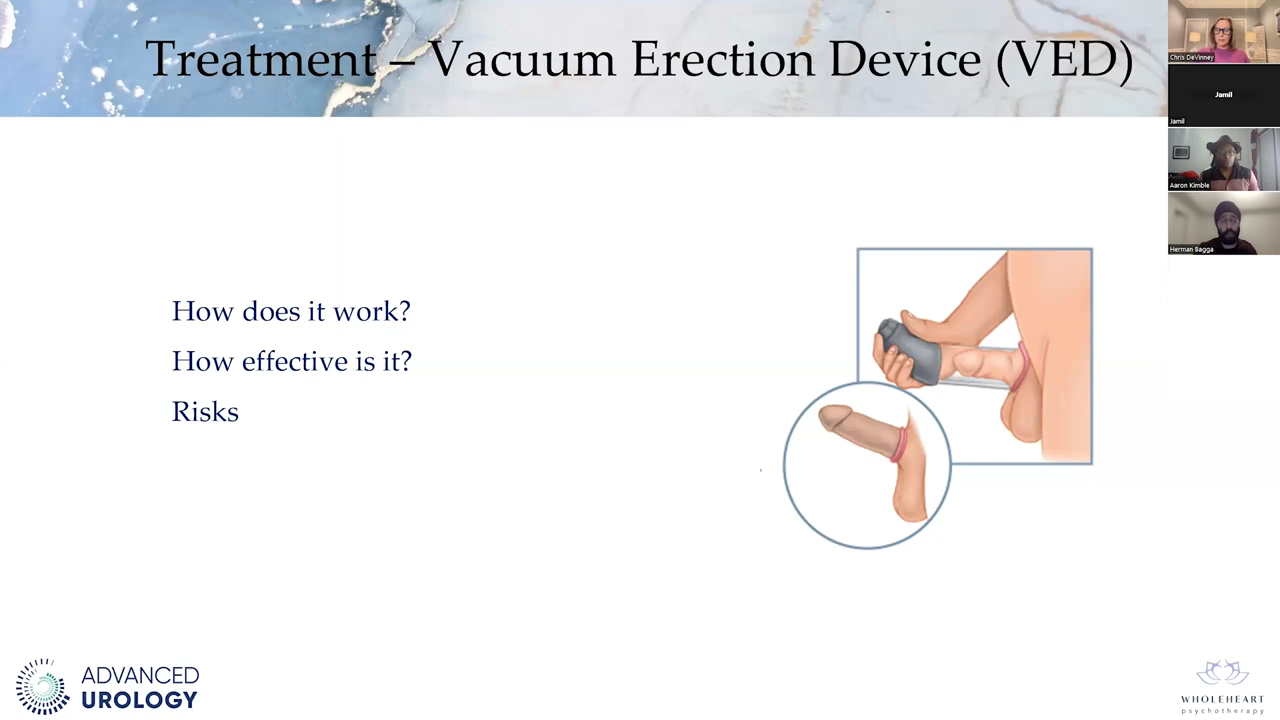 Treatment – Vacuum Erection Device (VED)
Chris DeVinney
Jamil
Jamil
Aaron Kimble
Herman Bagga
How does it work?
How effective is it?
Risks
ADVANCED
UROLOGY
WHOLEHEART
psychotherapy